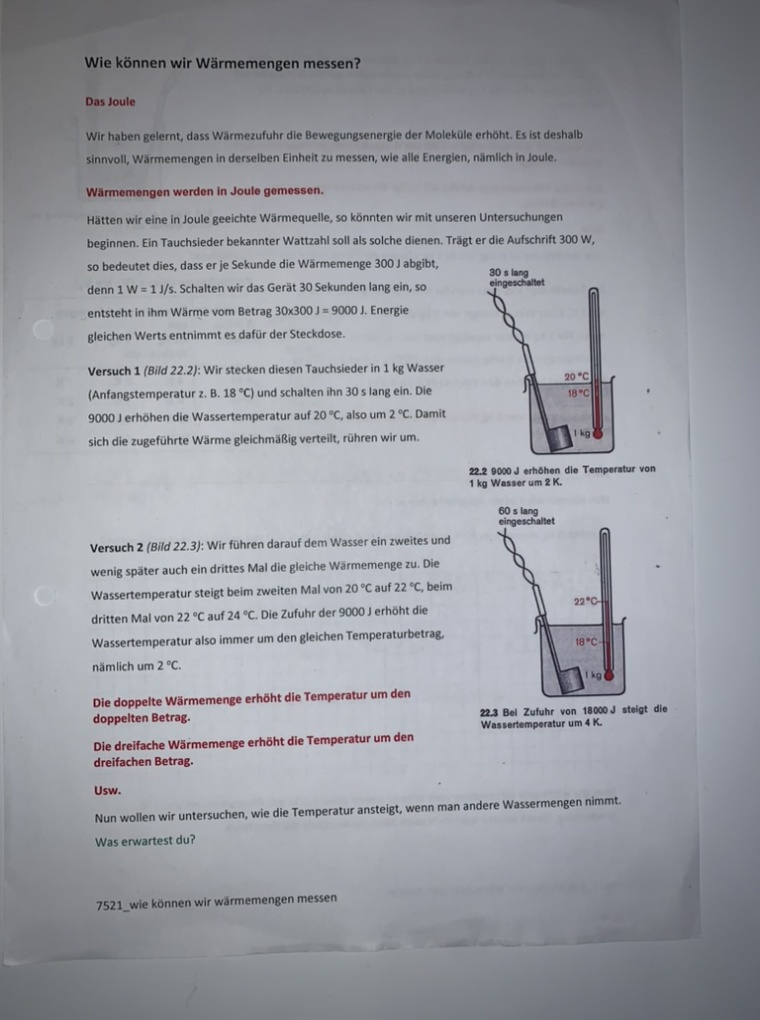 Wie können wir Wärmemengen messen?
Das Joule
Wir haben gelernt, dass Wärmezufuhr die Bewegungsenergie der Moleküle erhöht. Es ist deshalb
sinnvoll, Wärmemengen in derselben Einheit zu messen, wie alle Energien, nämlich in Joule.
Wärmemengen werden in Joule gemessen.
Hätten wir eine in Joule geeichte Wärmequelle, so könnten wir mit unseren Untersuchungen
beginnen. Ein Tauchsieder bekannter Wattzahl soll als solche dienen. Trägt er die Aufschrift 300 W,
so bedeutet dies, dass er je Sekunde die Wärmemenge 300 J abgibt,
denn 1 W = 1 J/s. Schalten wir das Gerät 30 Sekunden lang ein, so
entsteht in ihm Wärme vom Betrag 30x300 J = 9000 J. Energie
gleichen Werts entnimmt es dafür der Steckdose.
30 s lang
eingeschaltet
20 °C
18 °C
1 kg
Versuch 1 (Bild 22.2): Wir stecken diesen Tauchsieder in 1 kg Wasser
(Anfangstemperatur z. B. 18 °C) und schalten ihn 30 s lang ein. Die
9000 J erhöhen die Wassertemperatur auf 20 °C, also um 2 °C. Damit
sich die zugeführte Wärme gleichmäßig verteilt, rühren wir um.
22.2 9000 J erhöhen die Temperatur von
1 kg Wasser um 2 K.
60 s lang
eingeschaltet
22 °C
18 °C
1 kg
Versuch 2 (Bild 22.3): Wir führen darauf dem Wasser ein zweites und
wenig später auch ein drittes Mal die gleiche Wärmemenge zu. Die
Wassertemperatur steigt beim zweiten Mal von 20 °C auf 22 °C, beim
dritten Mal von 22 °C auf 24 °C. Die Zufuhr der 9000 J erhöht die
Wassertemperatur also immer um den gleichen Temperaturbetrag,
nämlich um 2 °C.
22.3 Bei Zufuhr von 18000 J steigt die
Wassertemperatur um 4 K.
Die doppelte Wärmemenge erhöht die Temperatur um den
doppelten Betrag.
Die dreifache Wärmemenge erhöht die Temperatur um den
dreifachen Betrag.
Usw.
Nun wollen wir untersuchen, wie die Temperatur ansteigt, wenn man andere Wassermengen nimmt.
Was erwartest du?
7521_wie können wir wärmemengen messen